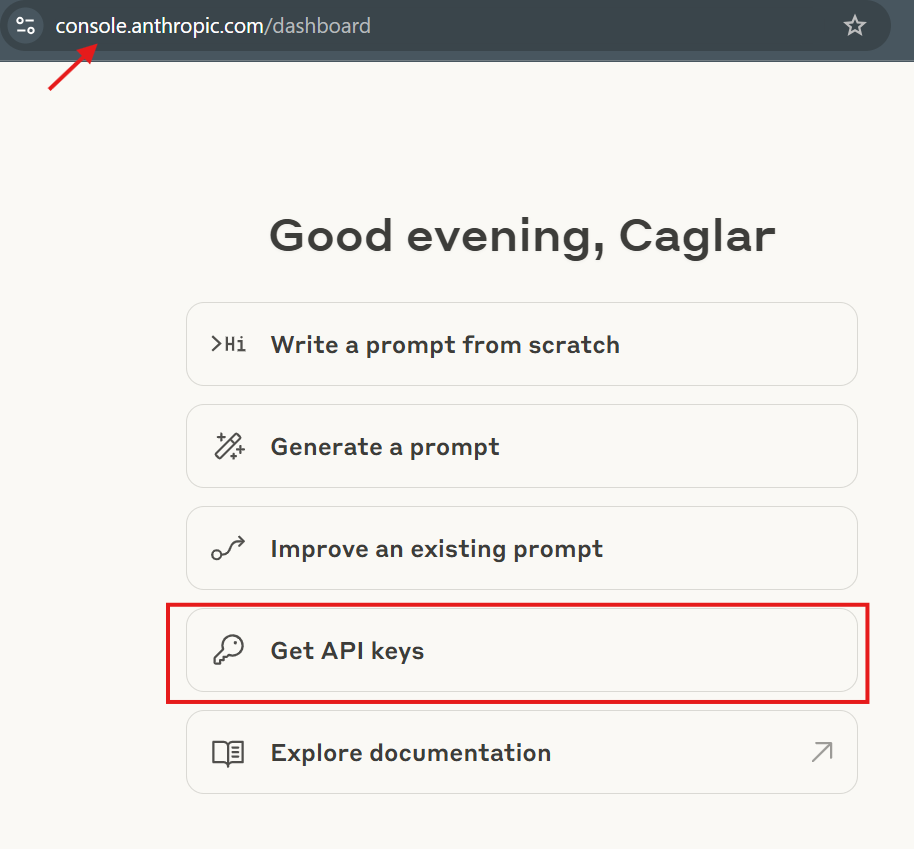 console.anthropic.com/dashboard
Good evening, Caglar
>Hi Write a prompt from scratch
Generate a prompt
Improve an existing prompt
Get API keys
Explore documentation